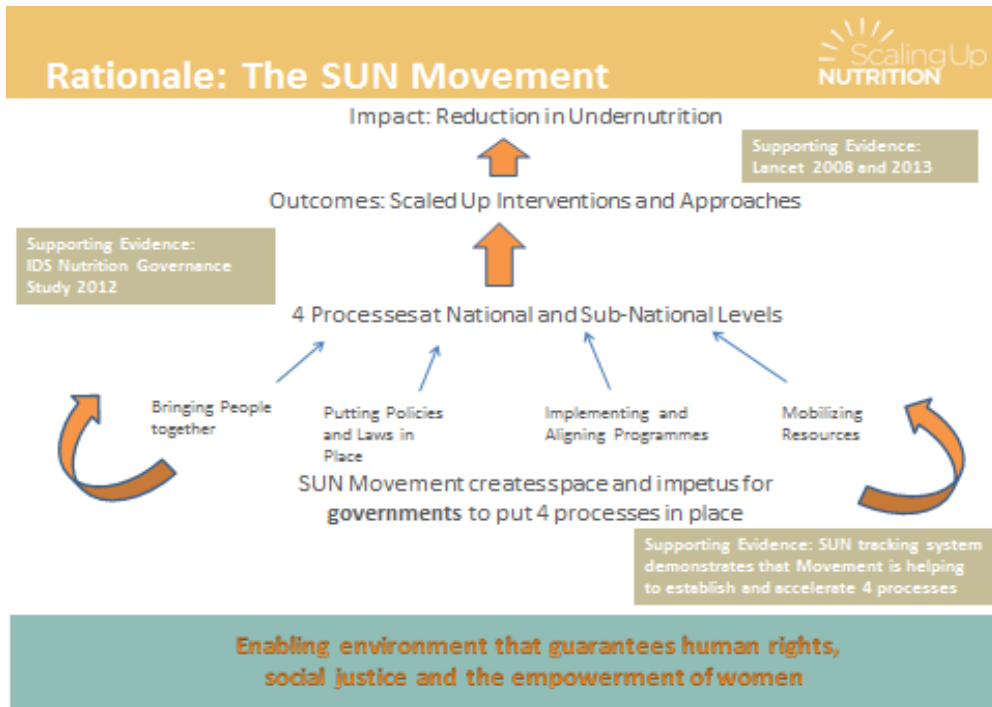 Rationale: The SUN Movement
Scaling Up
NUTRITION
Impact: Reduction in Undernutrition
Supporting Evidence:
Lancet 2008 and 2013
Outcomes: Scaled Up Interventions and Approaches
Supporting Evidence:
IDS Nutrition Governance
Study 2012
4 Processesat National and Sub-National Levels
Bringing People
together
Putting Policies
and Laws in
Place
Implementing and
Aligning Programmes
Mobilizing
Resources
SUN Movement createsspace and impetus for
governments to put 4 processes in place
Supporting Evidence: SUN tracking system
demonstrates that Movement is helping
to establish and accelerate 4 processes
Enabling environment that guarantees human rights,
social justice and the empowerment of women